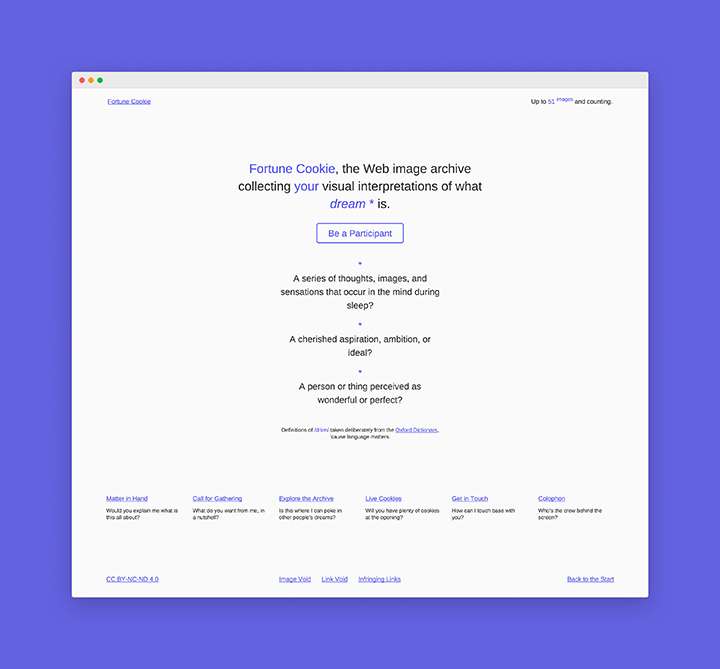 Fortune Cookie
Up to 51 images and counting.
Fortune Cookie, the Web image archive
collecting your visual interpretations of what
dream * is.
Be a Participant
*
A series of thoughts, images, and
sensations that occur in the mind during
sleep?
*
A cherished aspiration, ambition, or
ideal?
*
A person or thing perceived as
wonderful or perfect?
Definitions of /driːm/ taken deliberately from the Oxford Dictionary,
'cause language matters.
Matter in Hand
Would you explain me what is
this all about?
Call for Gathering
What do you want from me, in
a nutshell?
Explore the Archive
Is this where I can poke in
other people's dreams?
Live Cookies
Will you have plenty of cookies
at the opening?
Get in Touch
How can I touch base with
you?
Colophon
Who's the crew behind the
screen?
CC BY-NC-ND 4.0
Image Void
Link Void
Infringing Links
Back to the Start